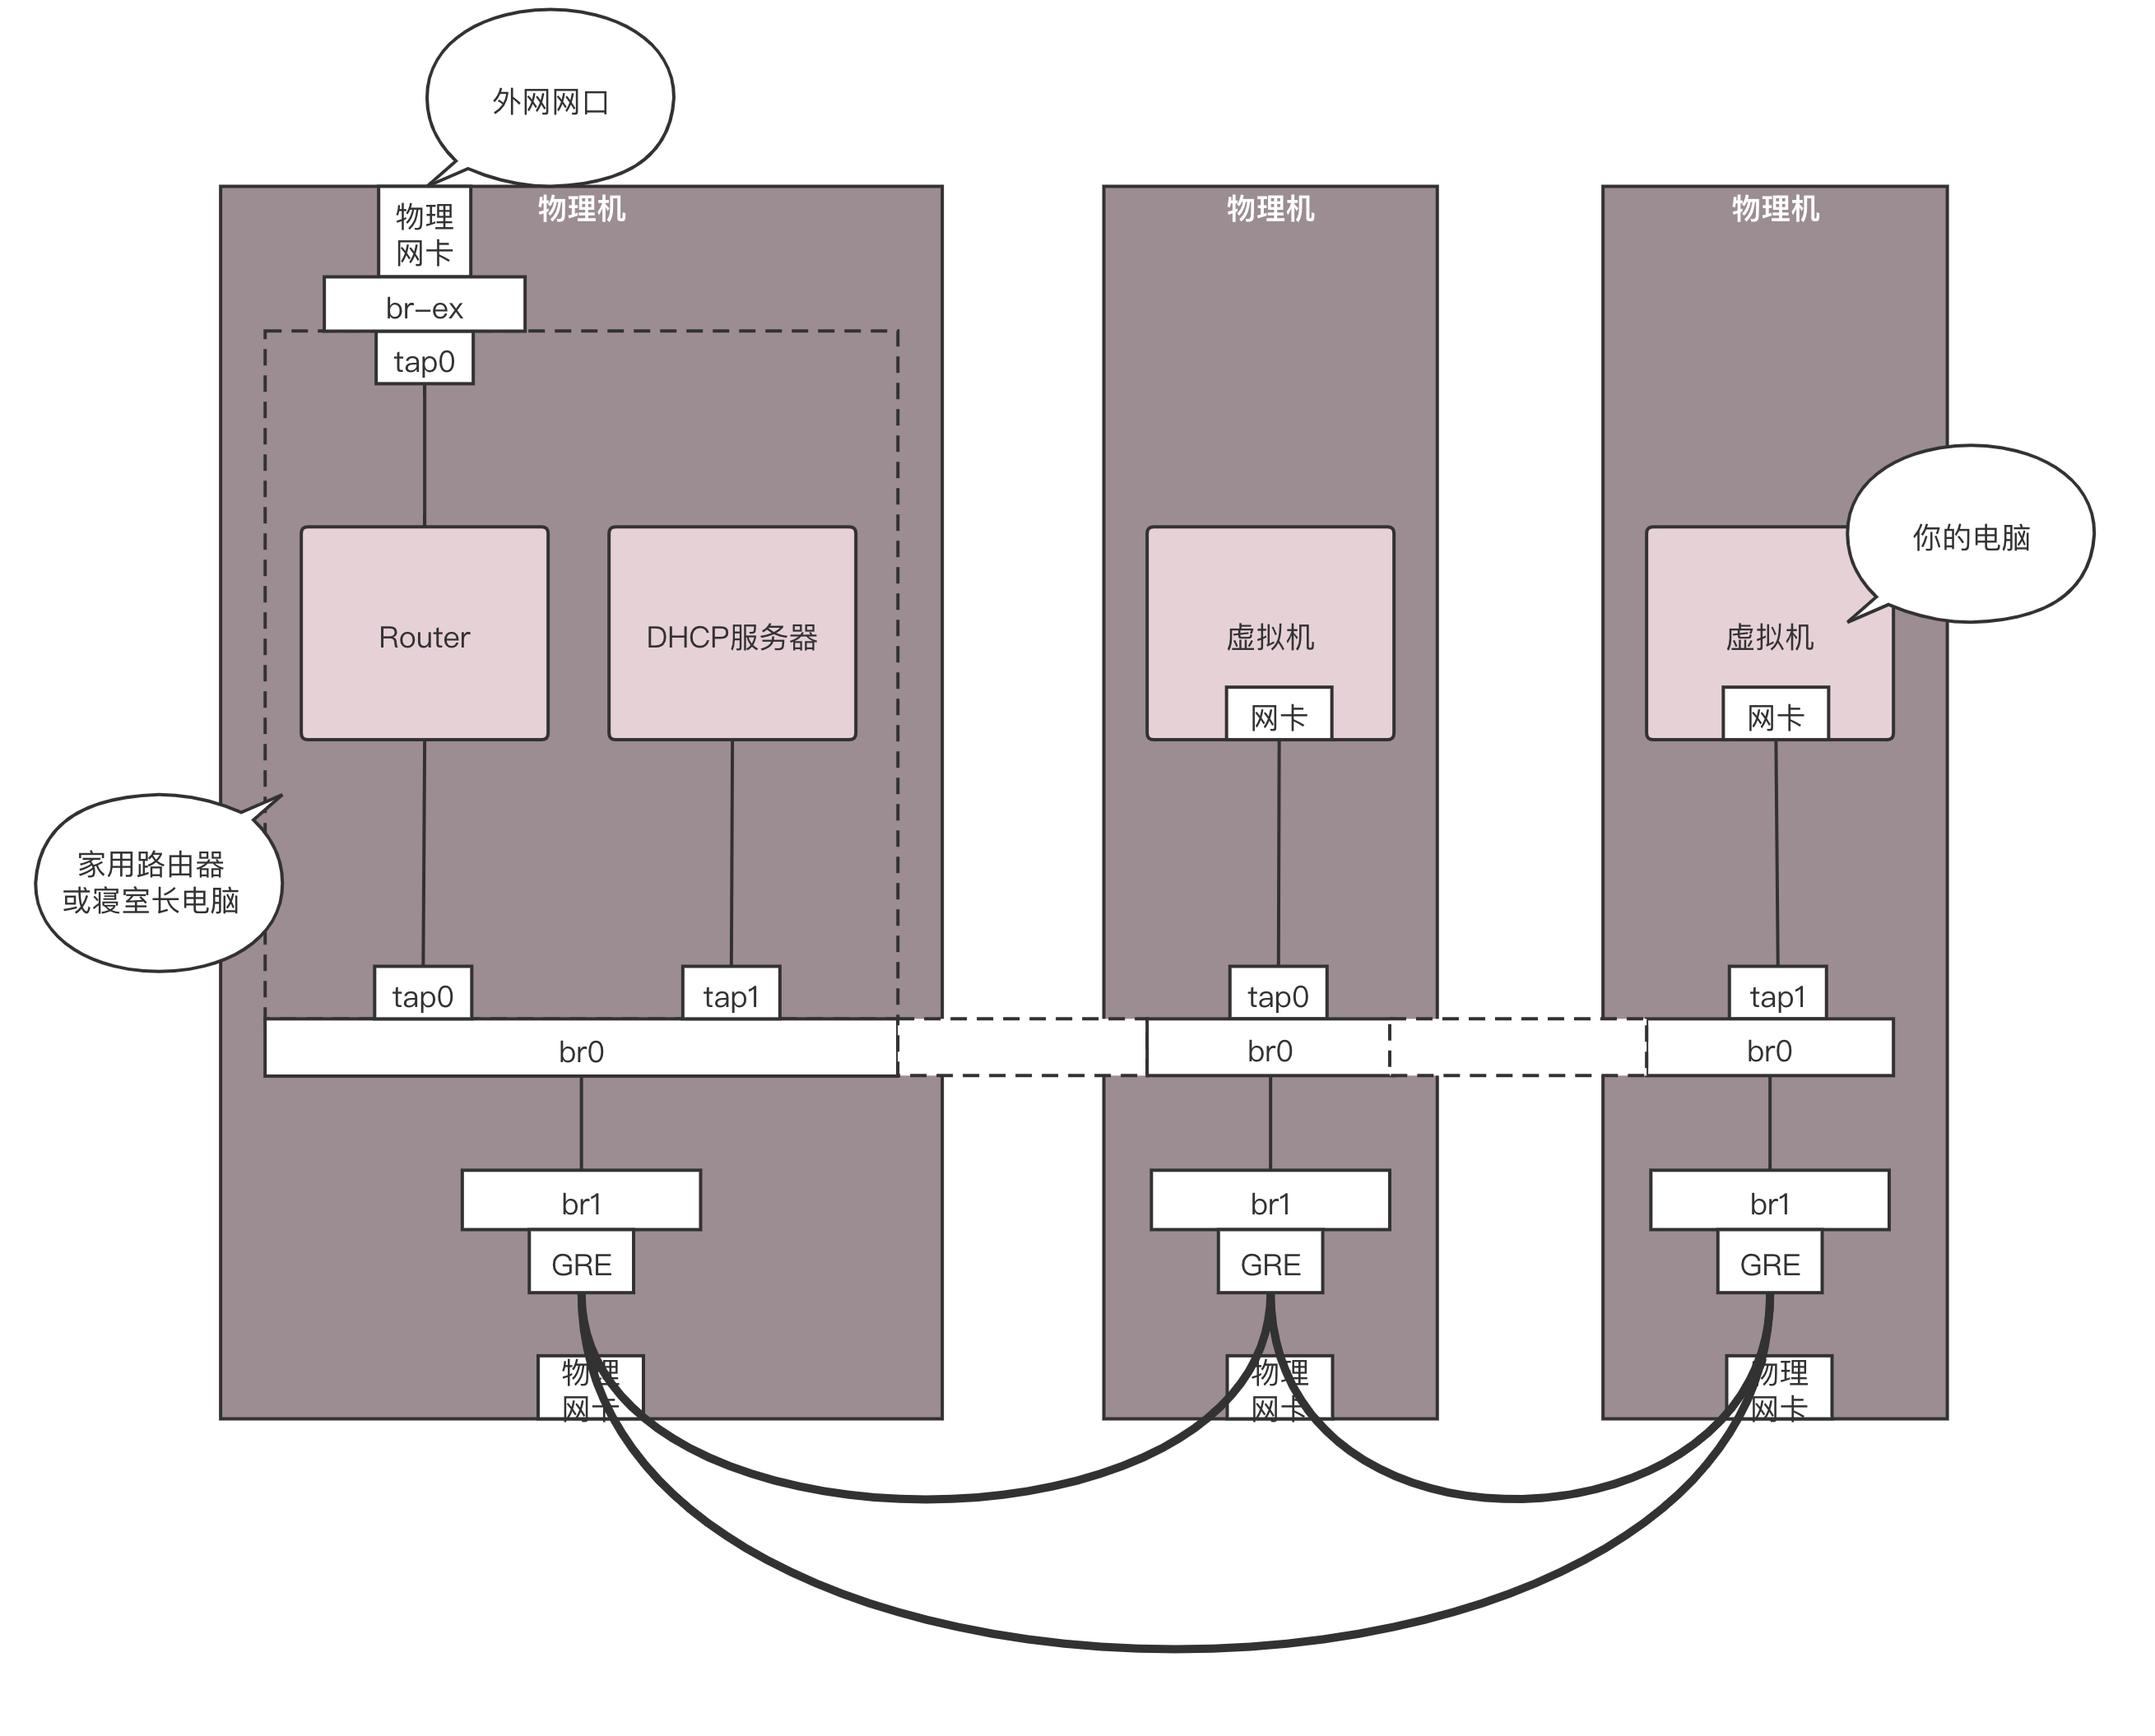 外网网口
物理
网卡
物理机
物理机
物理机
br-ex
tap0
你的电脑
Router
DHCP服务器
虚拟机
虚拟机
网卡
网卡
家用路由器
或寝室长电脑
tap0
tap1
tap0
tap1
br0
br0
br0
br1
br1
br1
GRE
GRE
GRE
物理
网卡
物理
网卡
物理
网卡